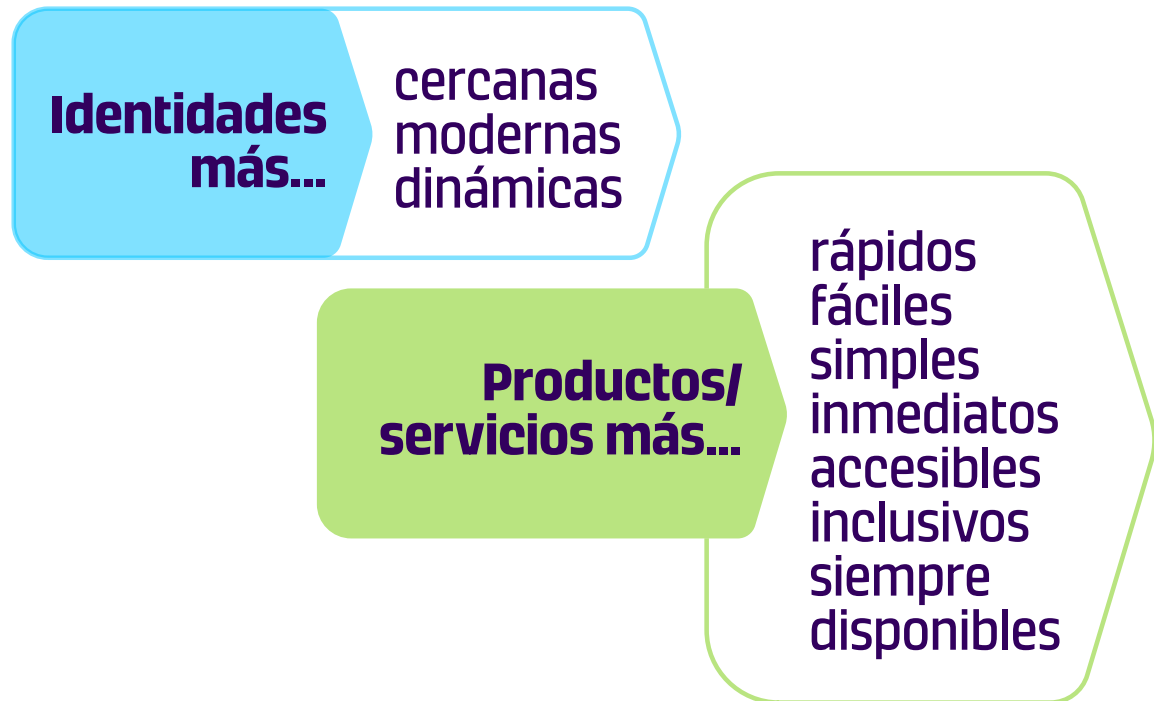 Identidades
más...
cercanas
modernas
dinámicas
Productos/
servicios más...
rápidos
fáciles
simples
inmediatos
accesibles
inclusivos
siempre
disponibles